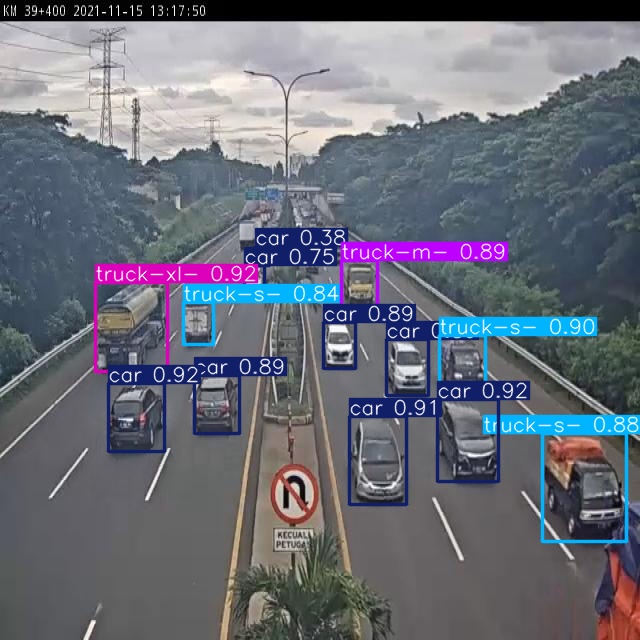 KM 39+400 2021-11-15 13:17:50
car 0.38
car 0.75
truck-m- 0.89
truck-xl- 0.92
truck-s- 0.84
car 0.89
car
truck-s- 0.90
car 0.92
car 0.89
car 0.91
car 0.92
truck-s- 0.88
KECUALI
PETUGAS